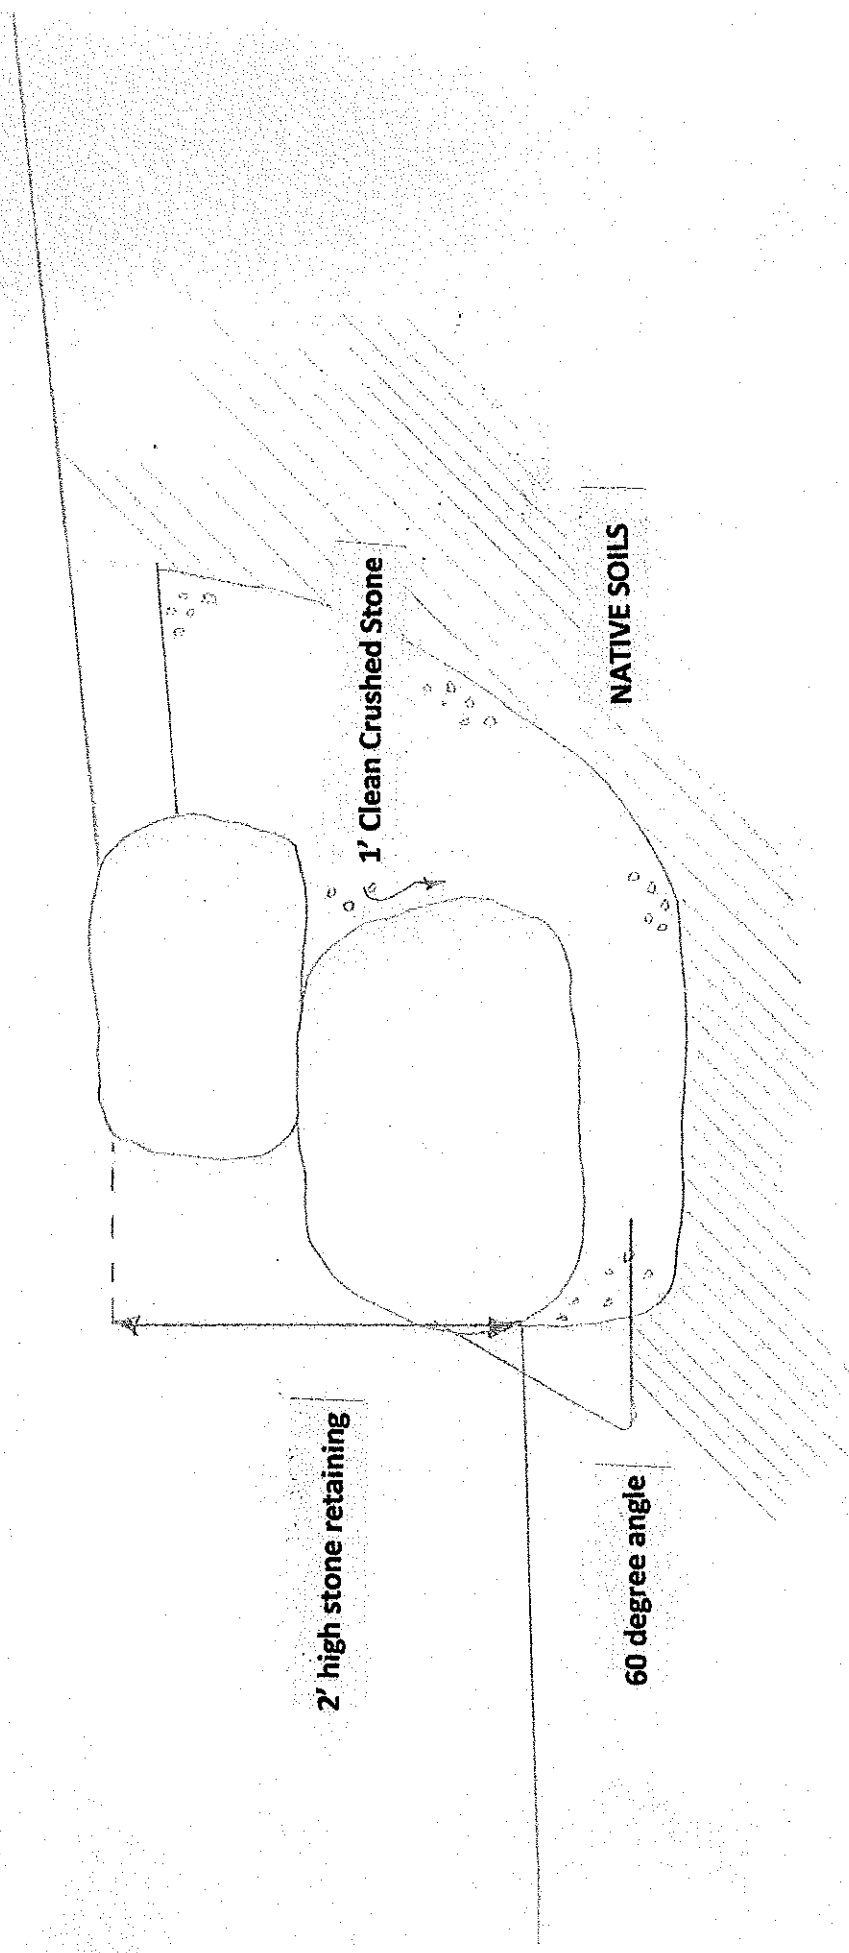 2' high stone retaining
60 degree angle
1' Clean Crushed Stone
NATIVE SOILS